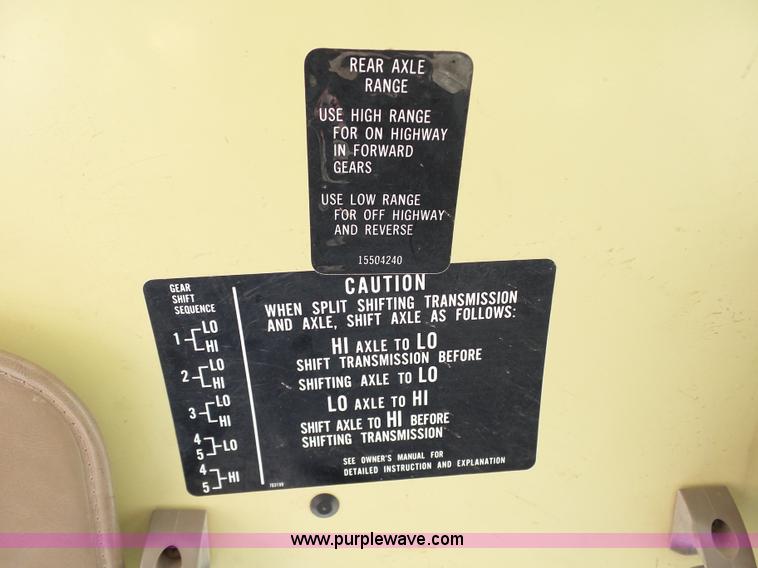 REAR AXLE
RANGE
USE HIGH RANGE
FOR ON HIGHWAY
IN FORWARD
GEARS
USE LOW RANGE
FOR OFF HIGHWAY
AND REVERSE
15504240
GEAR
SHIFT
SEQUENCE
1 LO
HI
2 LO
HI
3 LO
HI
4
5 LO
4
5 HI
CAUTION
WHEN SPLIT SHIFTING TRANSMISSION
AND AXLE, SHIFT AXLE AS FOLLOWS:
HI AXLE TO LO
SHIFT TRANSMISSION BEFORE
SHIFTING AXLE TO LO
LO AXLE TO HI
SHIFT AXLE TO HI BEFORE
SHIFTING TRANSMISSION
SEE OWNER'S MANUAL FOR
DETAILED INSTRUCTION AND EXPLANATION
www.purplewave.com